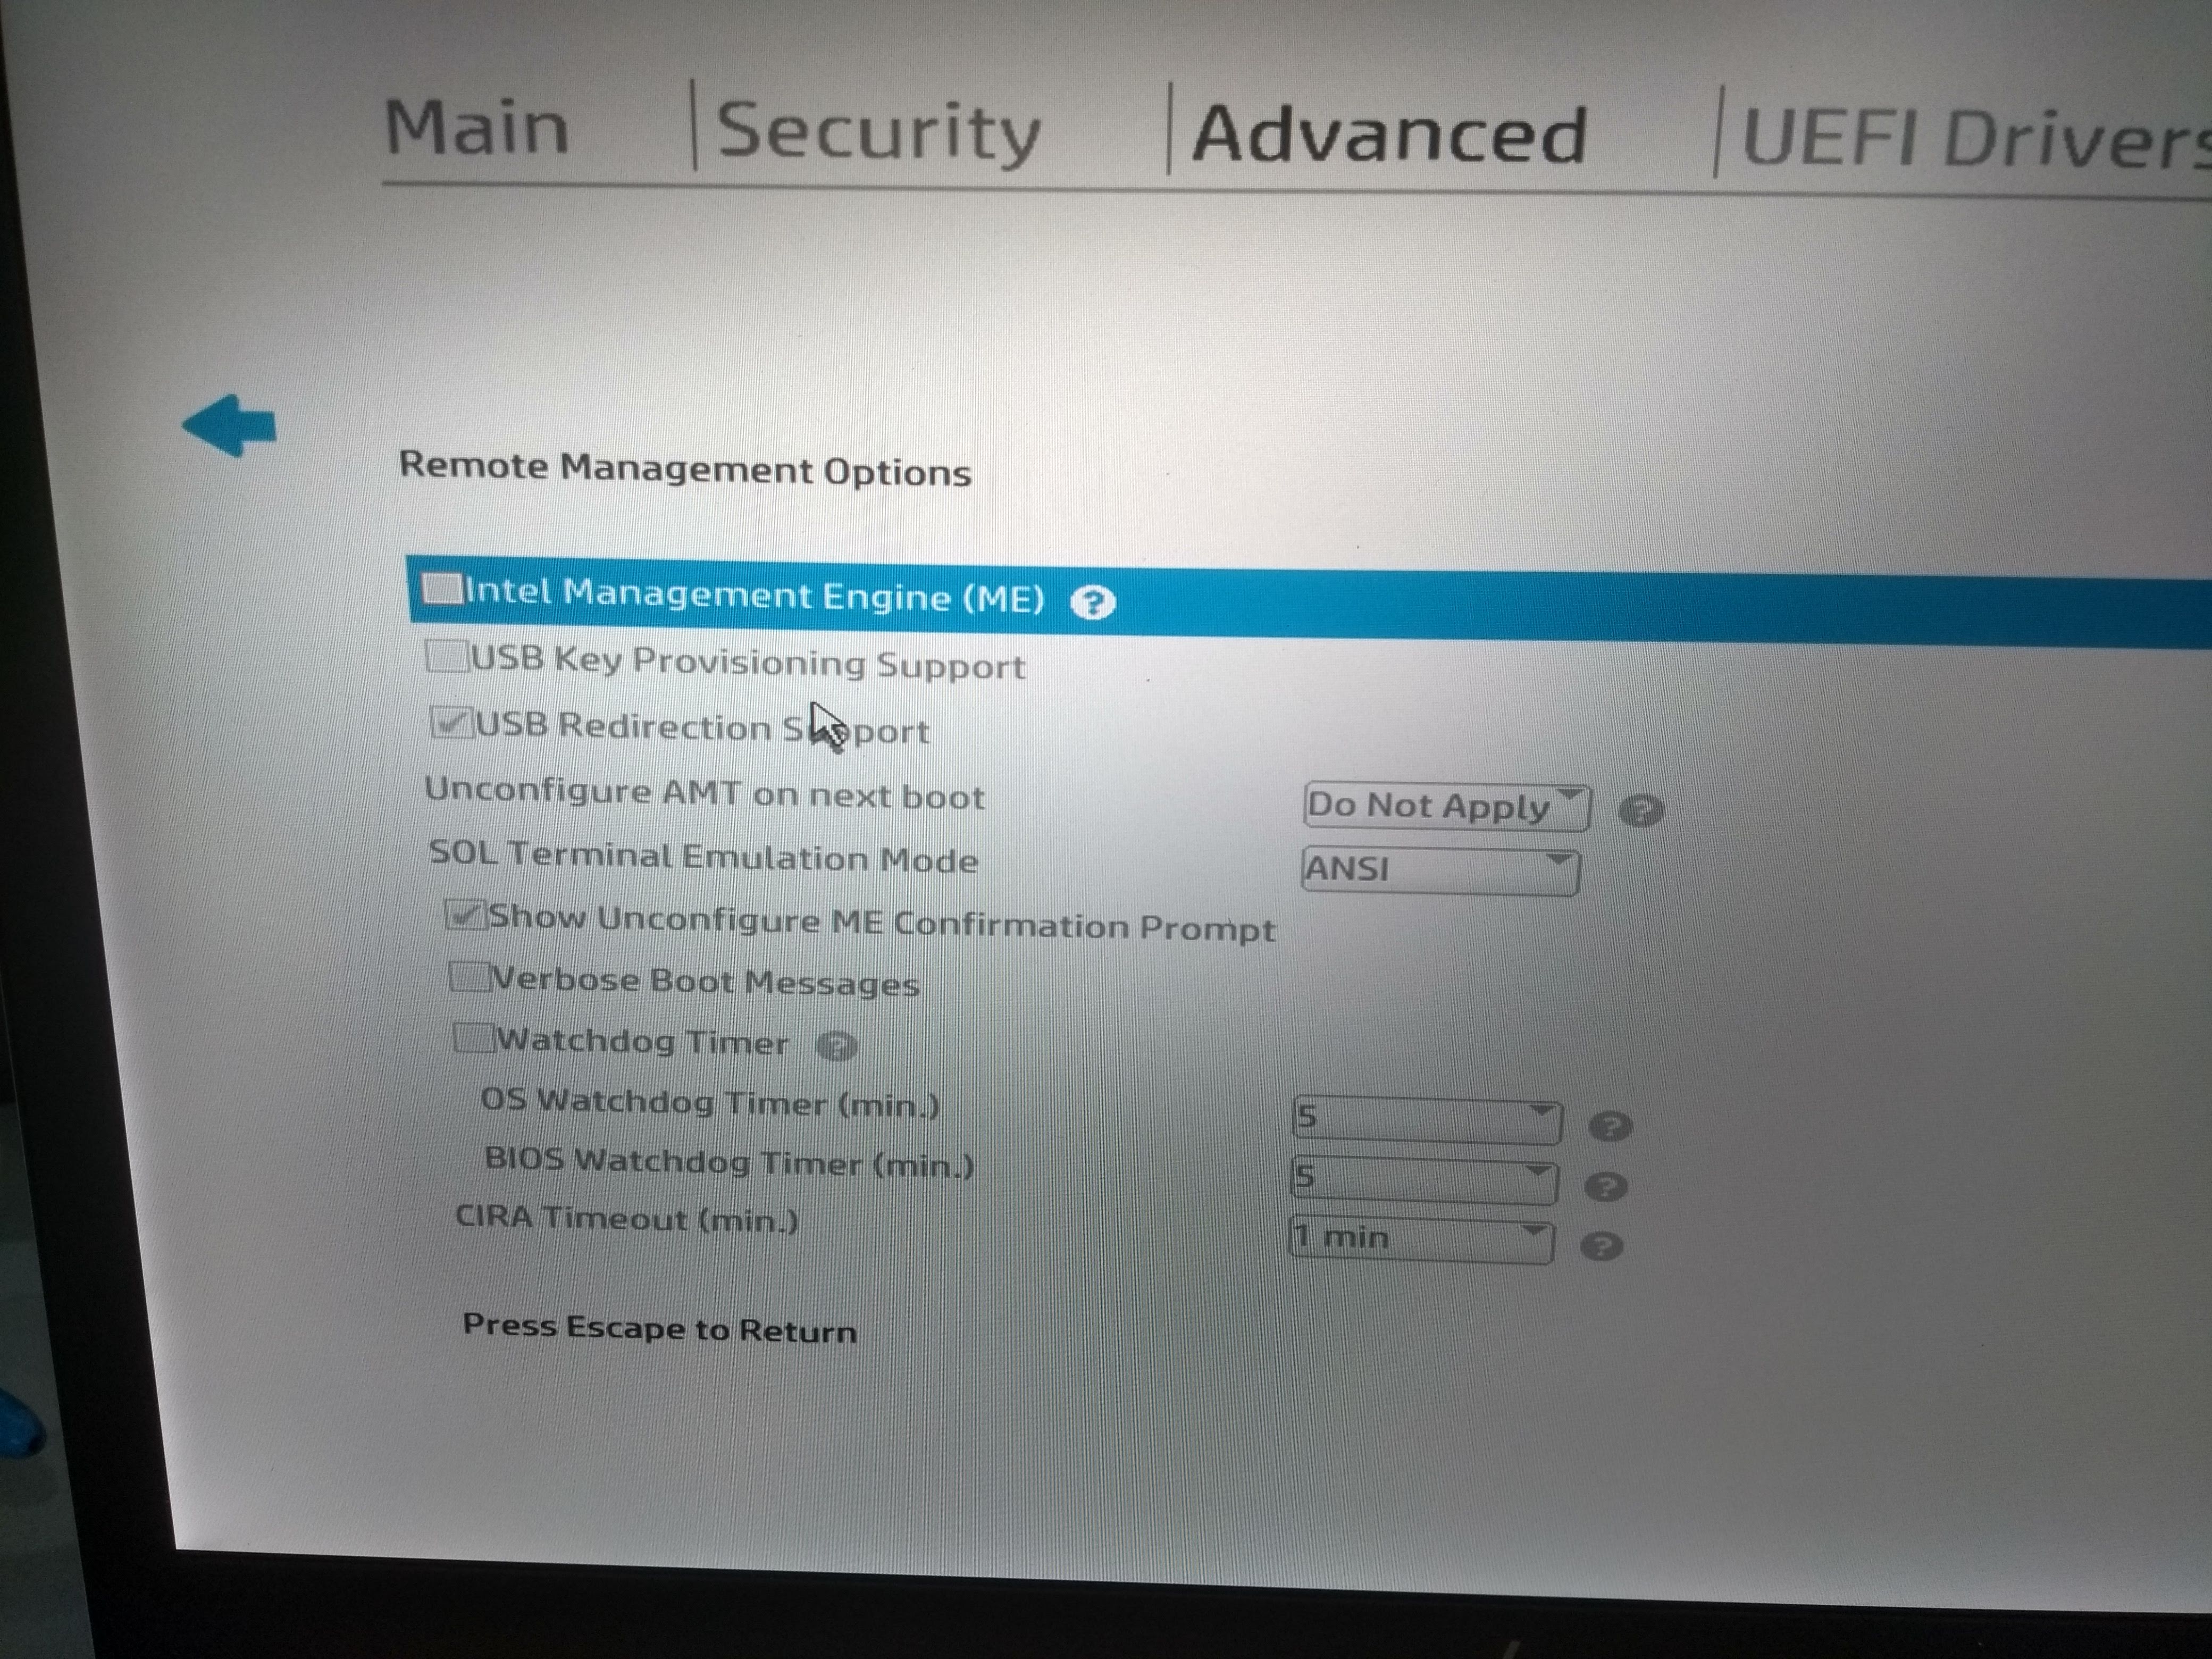 Main Security Advanced UEFI Drivers
Remote Management Options
Intel Management Engine (ME) ?
USB Key Provisioning Support
USB Redirection Support
Unconfigure AMT on next boot Do Not Apply ?
SOL Terminal Emulation Mode ANSI
Show Unconfigure ME Confirmation Prompt
Verbose Boot Messages
Watchdog Timer ?
OS Watchdog Timer (min.) 5 ?
BIOS Watchdog Timer (min.) 5 ?
CIRA Timeout (min.) 1 min ?
Press Escape to Return